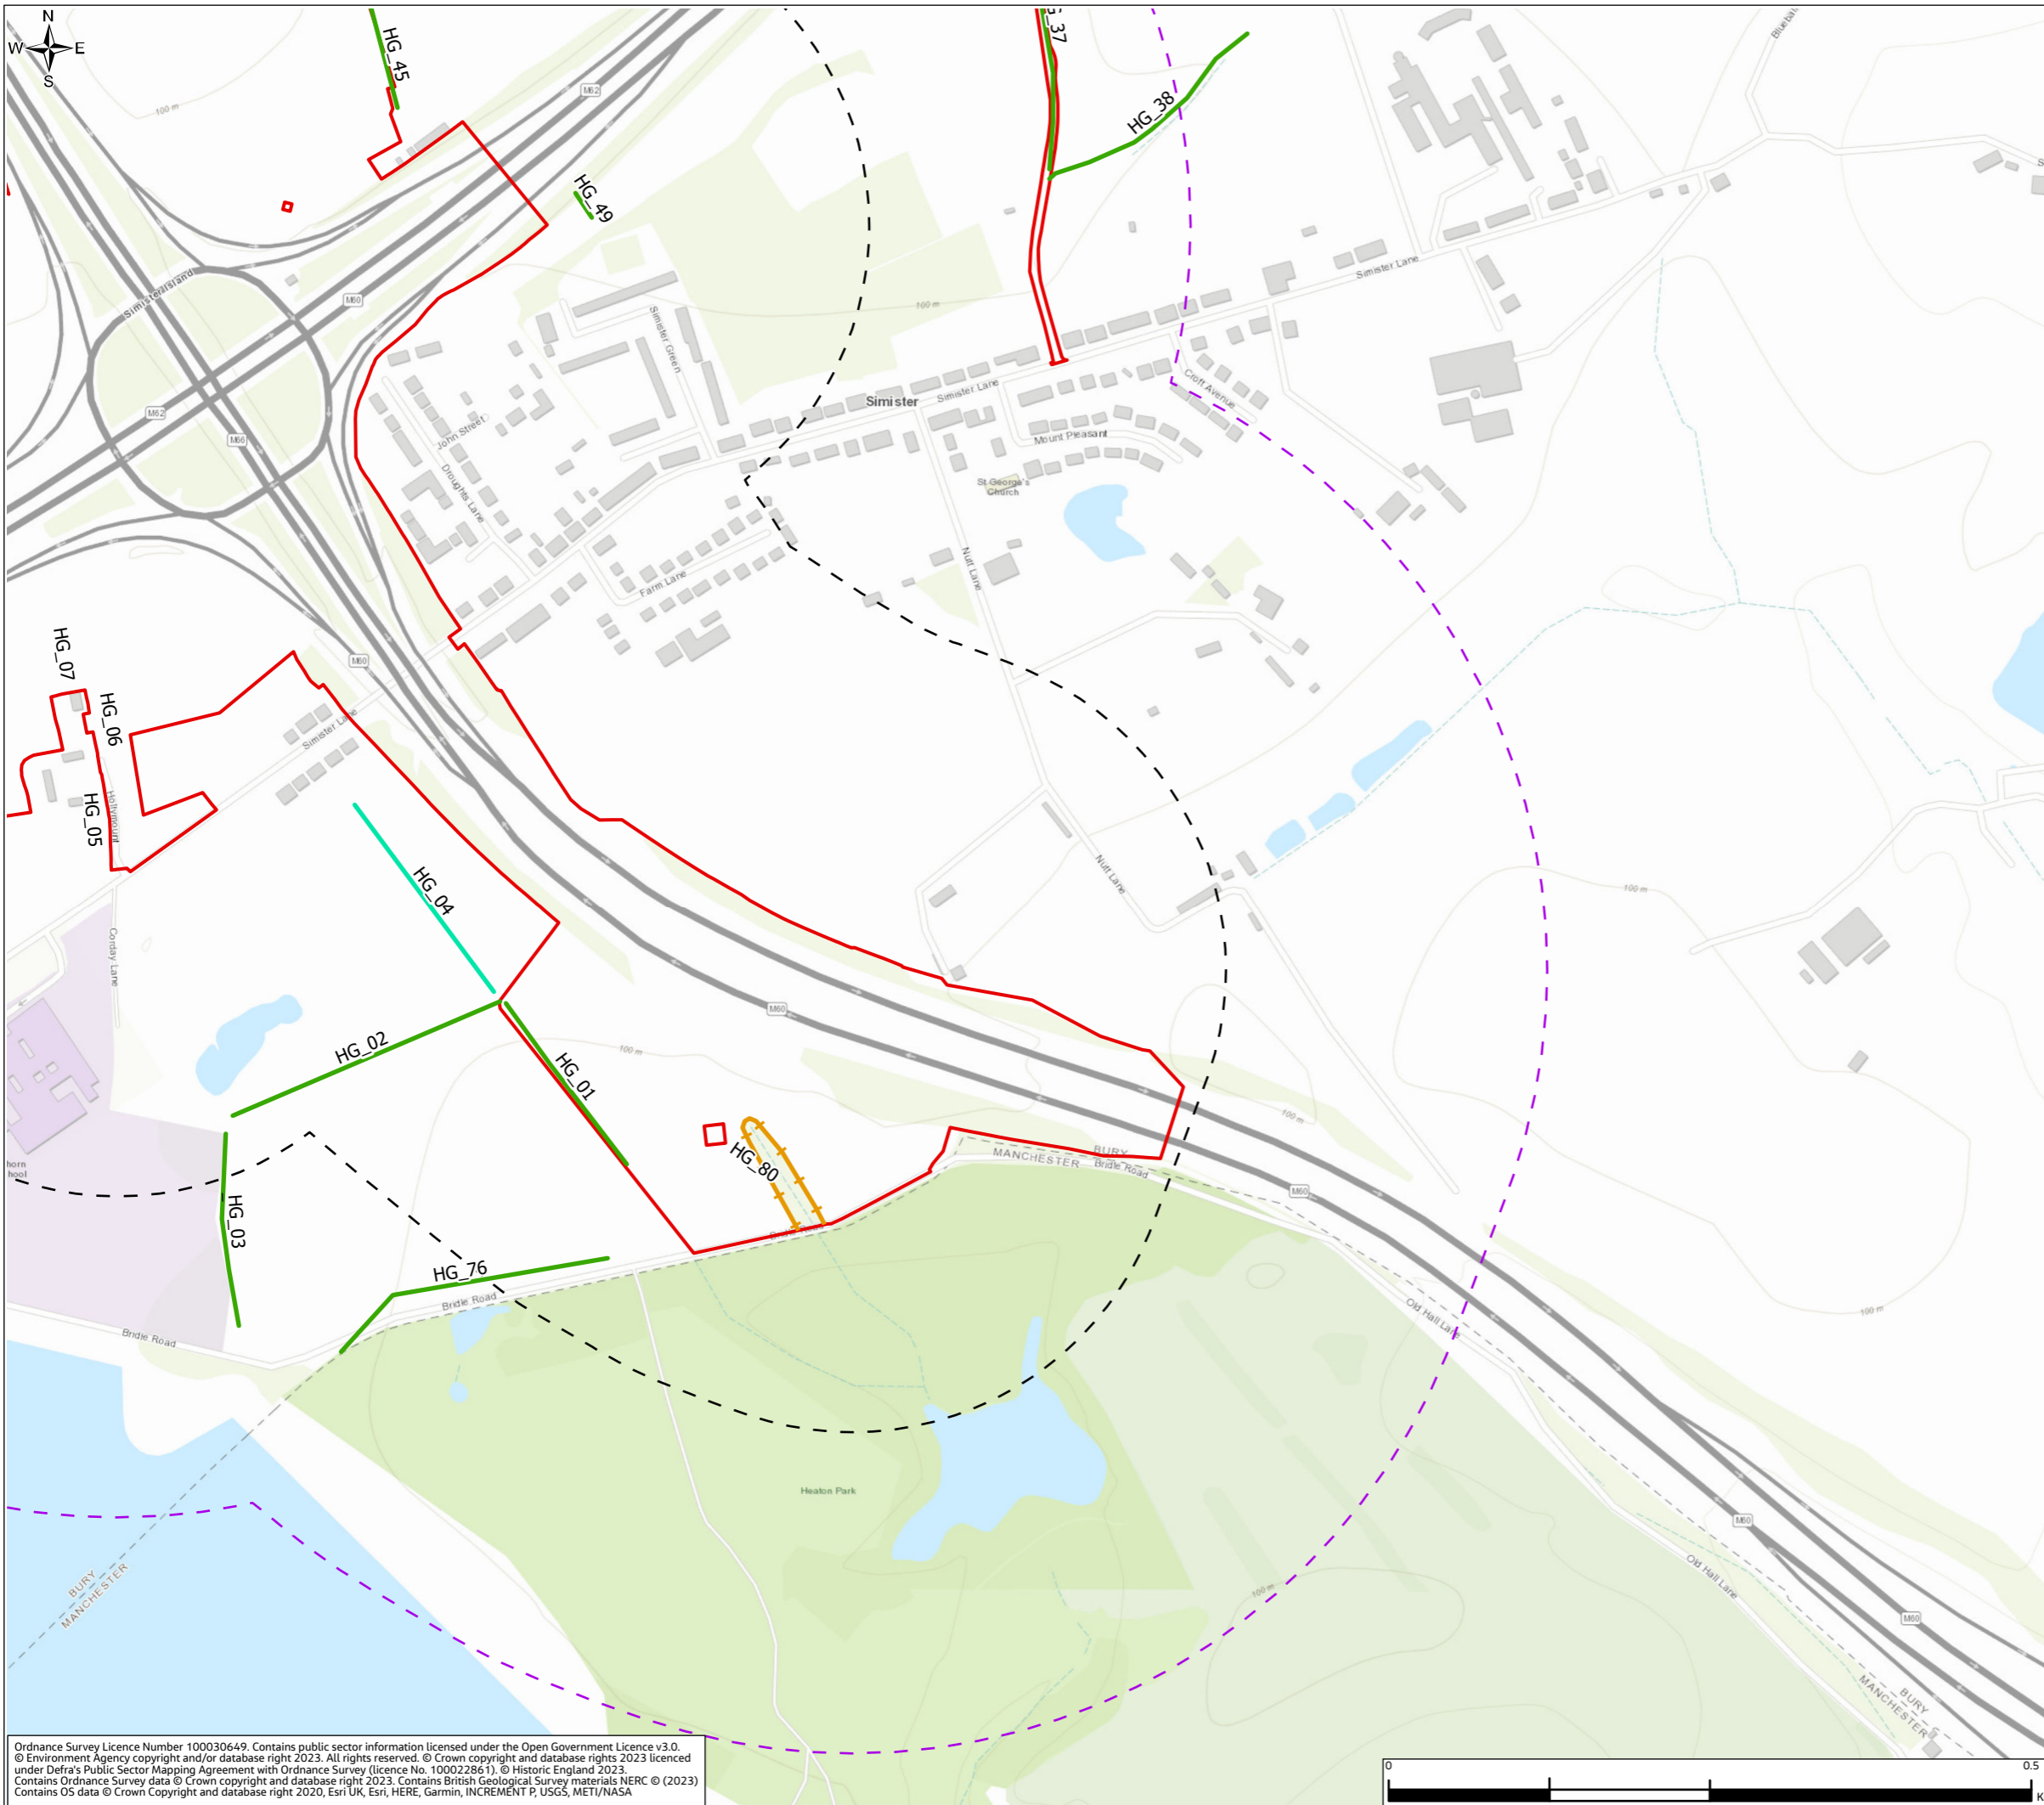 N
W E
S
HG_45
100 m
M62
HG_49
HG_38
Simister Lane
Simister Island
M60
100 m
Simister Green
M62
M66
Simister
Simister Lane
Croft Avenue
John Street
Mount Pleasant
St George's
Church
Droughts Lane
Nutt Lane
Farm Lane
HG_07
M60
HG_06
Simister Lane
HG_05
Hollymount
HG_04
Nutt Lane
100 m
Corday Lane
M60
HG_02
100 m
HG_01
100 m
HG_80
BURY
MANCHESTER
Bridle Road
M60
HG_03
Bridle Road
HG_76
Bridle Road
Bridle Road
Old Hall Lane
100 m
Heaton Park
M60
BURY
MANCHESTER
100 m
Old Hall Lane
M60
BURY
MANCHESTER
Ordnance Survey Licence Number 100030649. Contains public sector information licensed under the Open Government Licence v3.0.
© Environment Agency copyright and/or database right 2023. All rights reserved. © Crown copyright and database rights 2023 licenced
under Defra's Public Sector Mapping Agreement with Ordnance Survey (licence No. 100022861). © Historic England 2023.
Contains Ordnance Survey data © Crown copyright and database right 2023. Contains British Geological Survey materials NERC © (2023)
Contains OS data © Crown Copyright and database right 2020, Esri UK, Esri, HERE, Garmin, INCREMENT P, USGS, METI/NASA
0 0.5